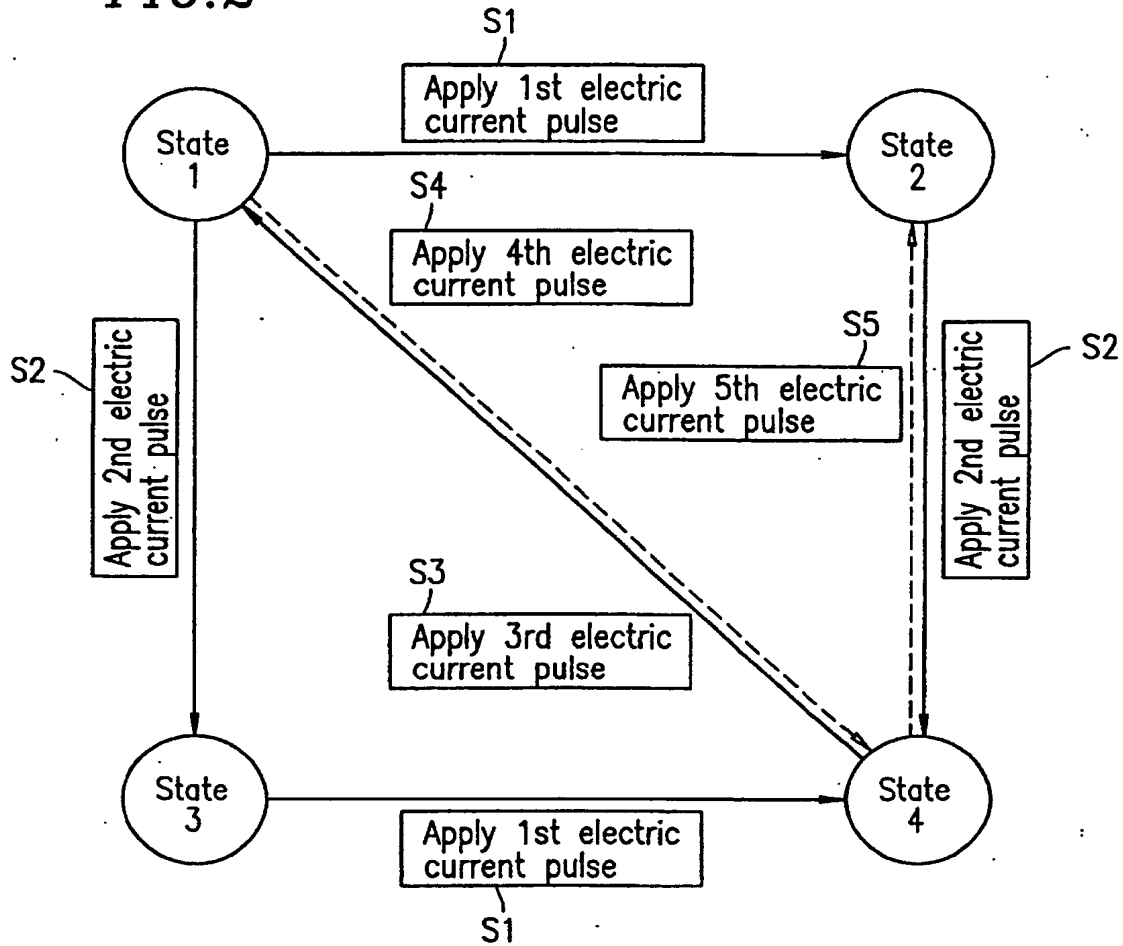 FIG.2
S1
Apply 1st electric
current pulse
State
1
State
2
S4
Apply 4th electric
current pulse
S2
Apply 2nd electric
current pulse
S5
Apply 5th electric
current pulse
S2
Apply 2nd electric
current pulse
S3
Apply 3rd electric
current pulse
State
3
State
4
Apply 1st electric
current pulse
S1